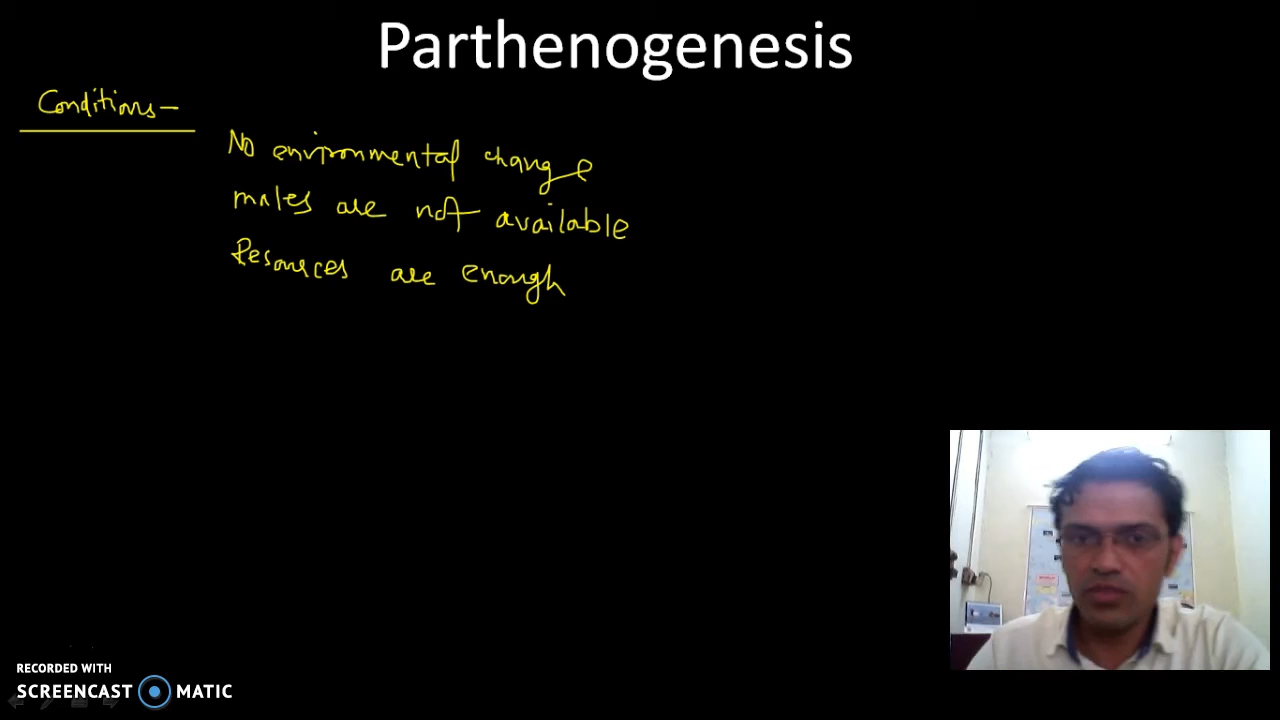 Parthenogenesis
Conditions-
No environmental change
males are not available
Resources are enough
RECORDED WITH
SCREENCAST MATIC